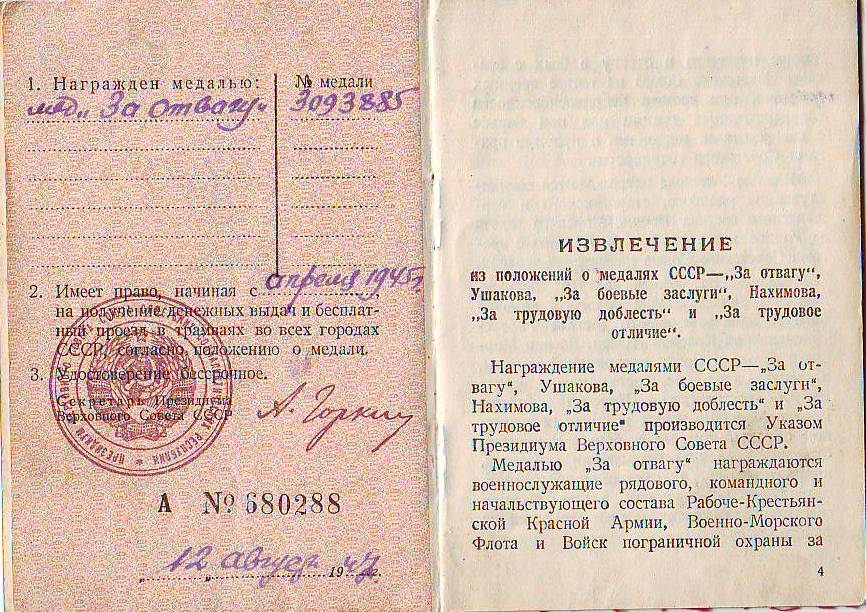 1. Награжден медалью:
мед „За отвагу“
№ медали
3093885
2. Имеет право, начиная с апреля 1945 г,
на получение денежных выдач и бесплат-
ный проезд в трамваях во всех городах
СССР, согласно положению о медали.
3. Удостоверение бессрочное.
Секретарь Президиума
Верховного Совета СССР
А. Горкин
А № 680288
„12 август 1947 г.
ИЗВЛЕЧЕНИЕ
из положений о медалях СССР—„За отвагу“,
Ушакова, „За боевые заслуги“, Нахимова,
„За трудовую доблесть“ и „За трудовое
отличие“.
Награждение медалями СССР—„За от-
вагу“, Ушакова, „За боевые заслуги“,
Нахимова, „За трудовую доблесть“ и „За
трудовое отличие“ производится Указом
Президиума Верховного Совета СССР.
Медалью „За отвагу“ награждаются
военнослужащие рядового, командного и
начальствующего состава Рабоче-Крестьян-
ской Красной Армии, Военно-Морского
Флота и Войск пограничной охраны за
4